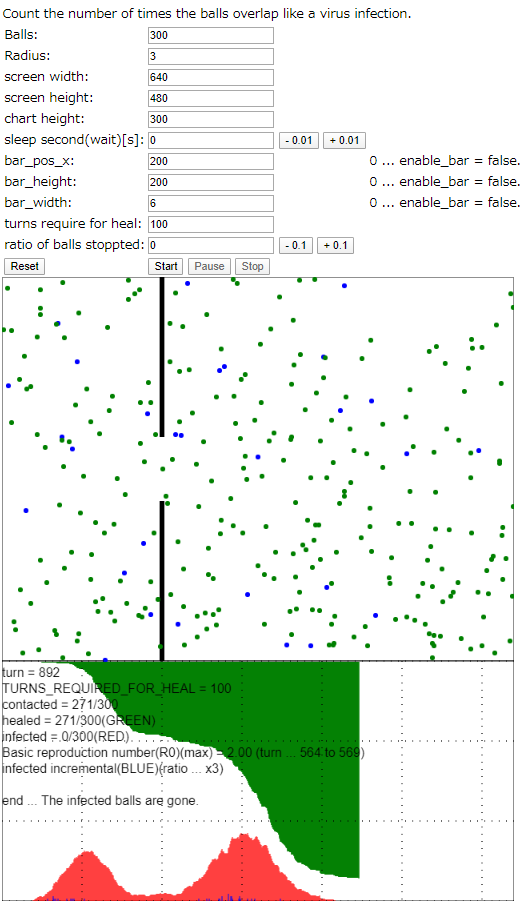 Count the number of times the balls overlap like a virus infection.
Balls: 300
Radius: 3
screen width: 640
screen height: 480
chart height: 300
sleep second(wait)[s]: 0 - 0.01 + 0.01
bar_pos_x: 200 0 ... enable_bar = false.
bar_height: 200 0 ... enable_bar = false.
bar_width: 6 0 ... enable_bar = false.
turns require for heal: 100
ratio of balls stoppted: 0 - 0.1 + 0.1
Reset Start Pause Stop
turn = 892
TURNS_REQUIRED_FOR_HEAL = 100
contacted = 271/300
healed = 271/300(GREEN)
infected = 0/300(RED)
Basic reproduction number(R0)(max) = 2.00 (turn ... 564 to 569)
infected incremental(BLUE)(ratio ... x3)
end ... The infected balls are gone.